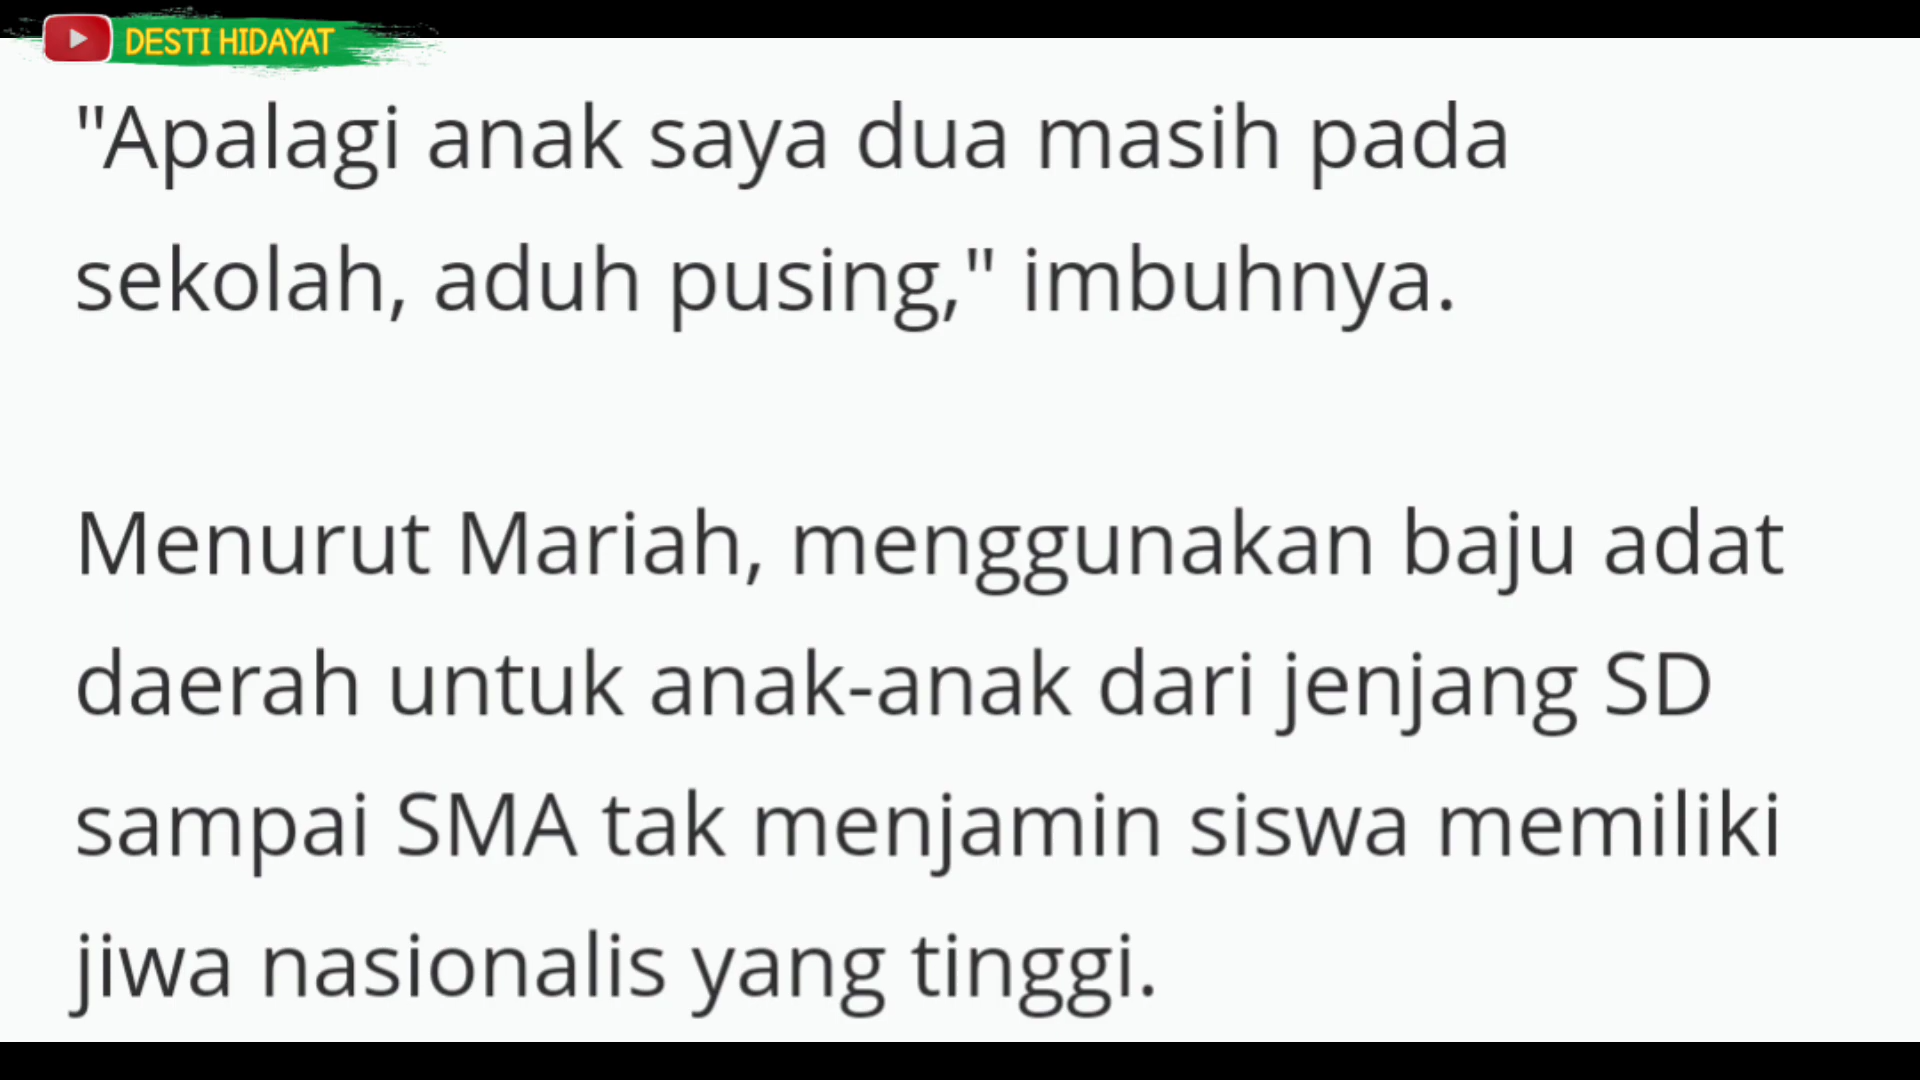 DESTI HIDAYAT
"Apalagi anak saya dua masih pada
sekolah, aduh pusing," imbuhnya.
Menurut Mariah, menggunakan baju adat
daerah untuk anak-anak dari jenjang SD
sampai SMA tak menjamin siswa memiliki
jiwa nasionalis yang tinggi.